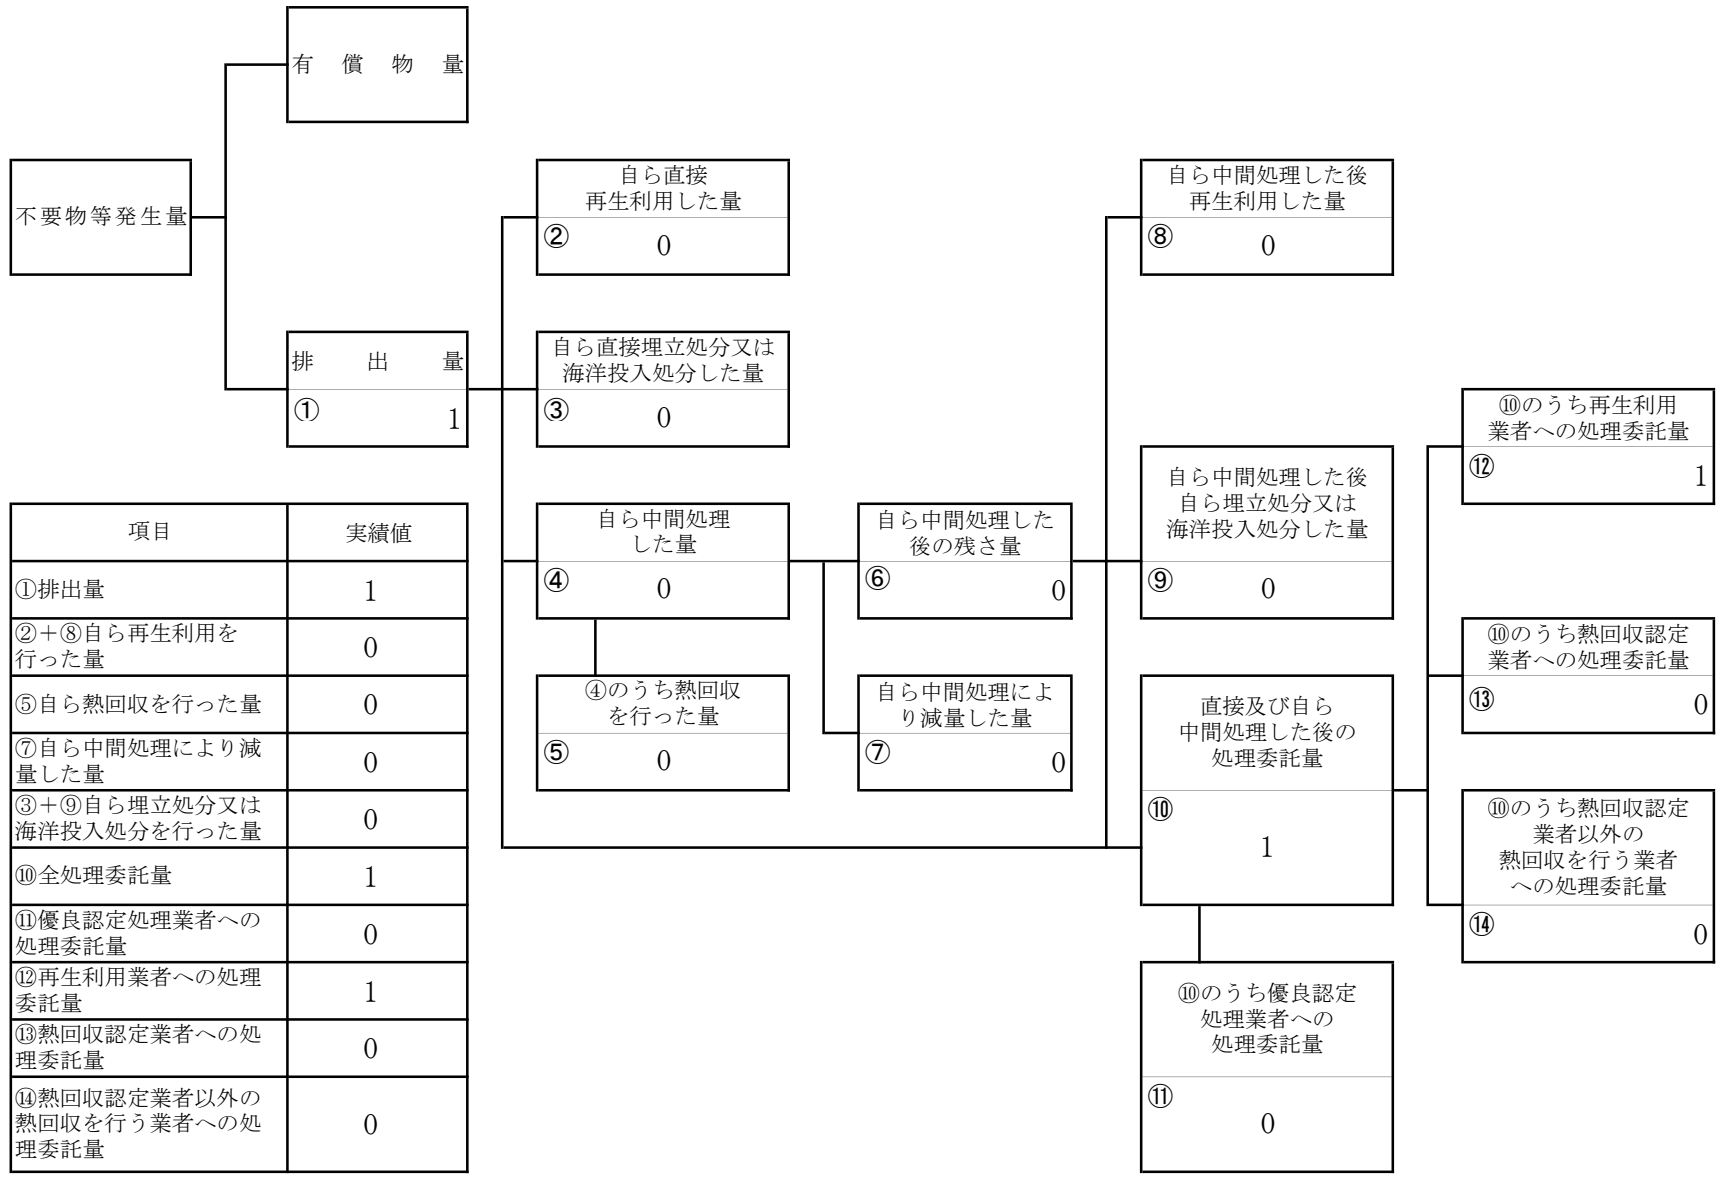 有償物量
不要物等発生量
排出量
①
1
自ら直接
再生利用した量
②
0
自ら直接埋立処分又は
海洋投入処分した量
③
0
自ら中間処理
した量
④
0
④のうち熱回収
を行った量
⑤
0
自ら中間処理した
後の残さ量
⑥
0
自ら中間処理によ
り減量した量
⑦
0
自ら中間処理した後
再生利用した量
⑧
0
自ら中間処理した後
自ら埋立処分又は
海洋投入処分した量
⑨
0
直接及び自ら
中間処理した後の
処理委託量
⑩
1
⑩のうち優良認定
処理業者への
処理委託量
⑪
0
⑩のうち再生利用
業者への処理委託量
⑫
1
⑩のうち熱回収認定
業者への処理委託量
⑬
0
⑩のうち熱回収認定
業者以外の
熱回収を行う業者
への処理委託量
⑭
0
項目 実績値
①排出量 1
②+⑧自ら再生利用を
行った量 0
⑤自ら熱回収を行った量 0
⑦自ら中間処理により減
量した量 0
③+⑨自ら埋立処分又は
海洋投入処分を行った量 0
⑩全処理委託量 1
⑪優良認定処理業者への
処理委託量 0
⑫再生利用業者への処理
委託量 1
⑬熱回収認定業者への処
理委託量 0
⑭熱回収認定業者以外の
熱回収を行う業者への処
理委託量 0